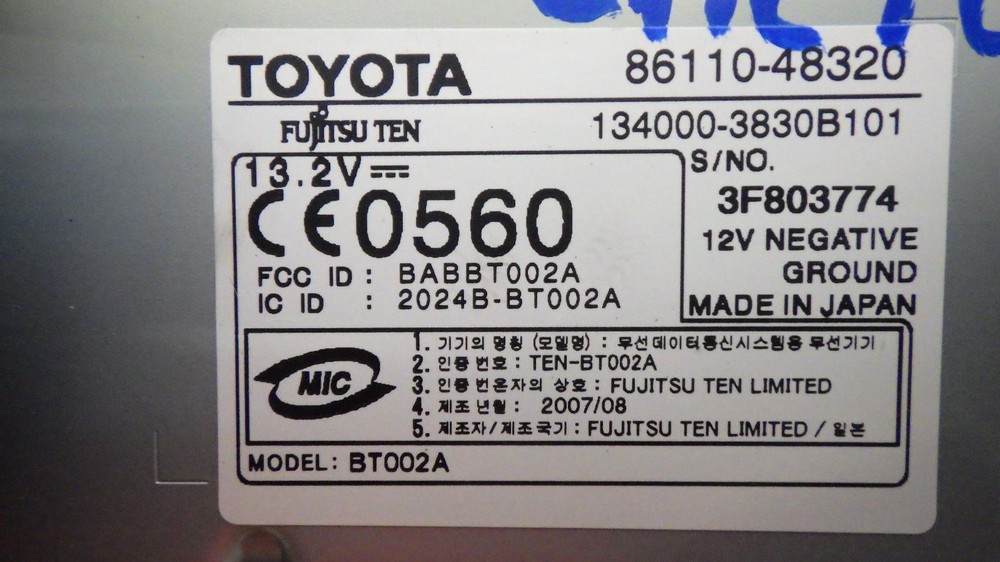 TOYOTA 86110-48320
FUJITSU TEN 134000-3830B101
13.2V S/NO.
CE0560 3F803774
12V NEGATIVE
GROUND
MADE IN JAPAN
FCC ID : BABBT002A
IC ID : 2024B-BT002A
MIC
1. 기기의 명칭 (모델명) : 무선데이터통신시스템용 무선기기
2. 인증 번호 : TEN-BT002A
3. 인증 받은자의 상호 : FUJITSU TEN LIMITED
4. 제조 년월 : 2007/08
5. 제조자/제조국가 : FUJITSU TEN LIMITED / 일본
MODEL: BT002A